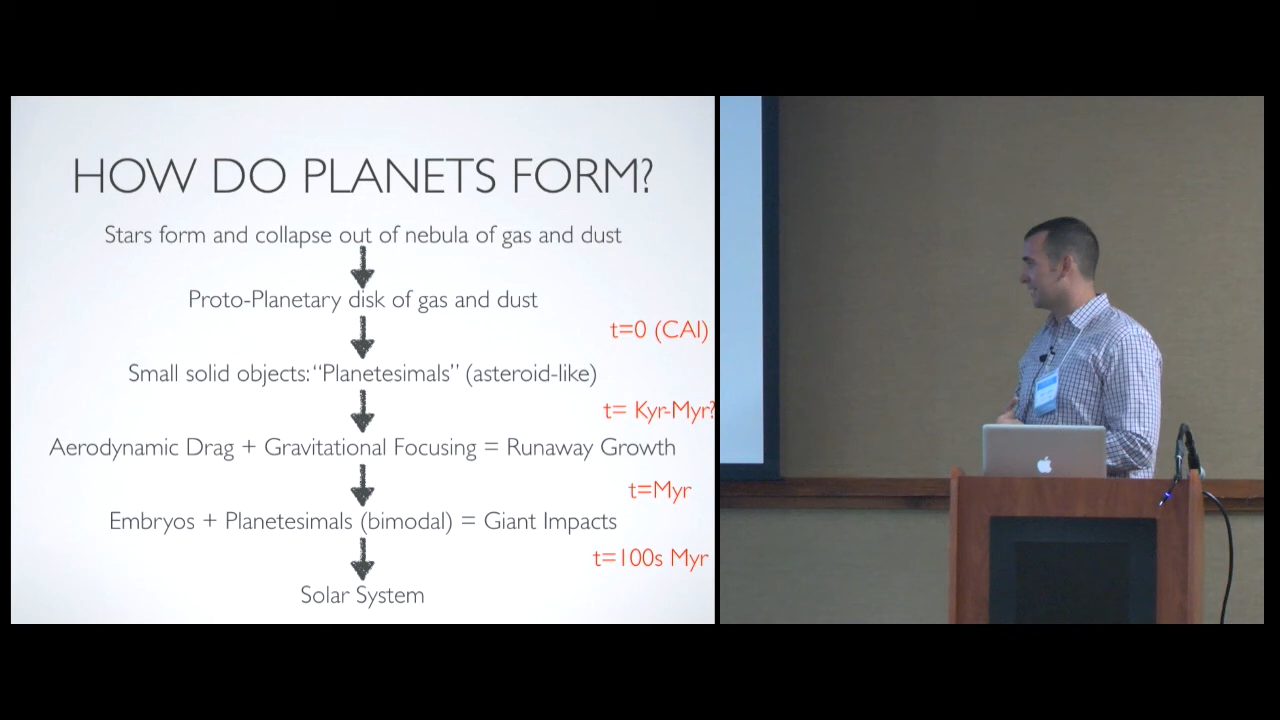 HOW DO PLANETS FORM?
Stars form and collapse out of nebula of gas and dust
Proto-Planetary disk of gas and dust
t=0 (CAI)
Small solid objects: “Planetesimals” (asteroid-like)
t= Kyr-Myr?
Aerodynamic Drag + Gravitational Focusing = Runaway Growth
t=Myr
Embryos + Planetesimals (bimodal) = Giant Impacts
t=100s Myr
Solar System